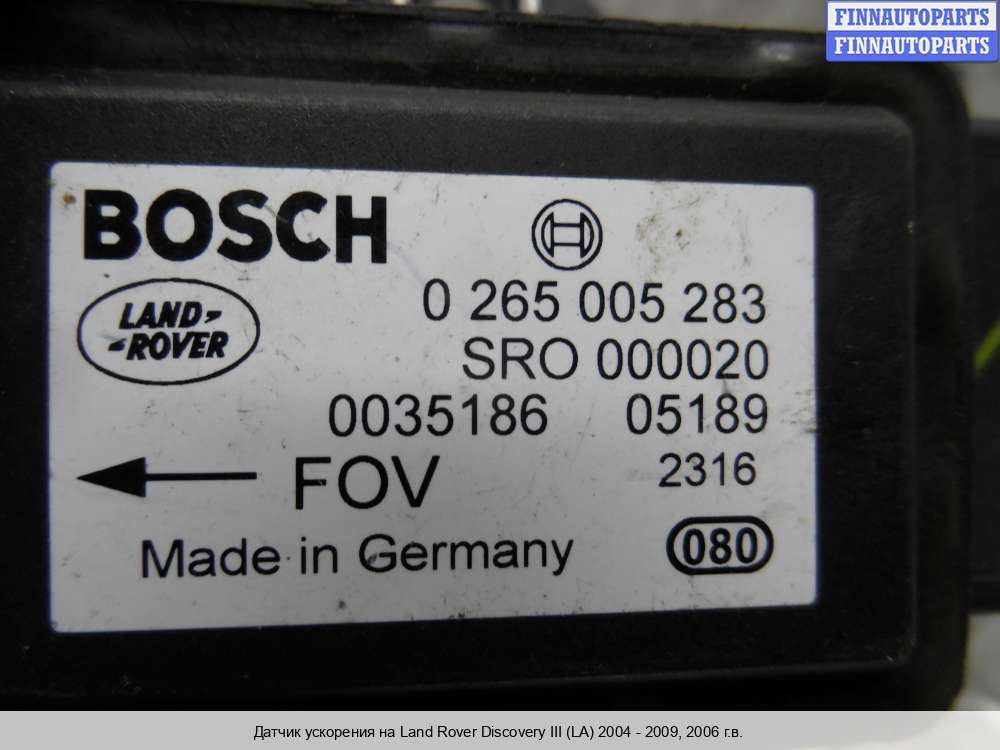 FINNAUTOPARTS
FINNAUTOPARTS
BOSCH
LAND-
-ROVER
0 265 005 283
SRO 000020
0035186 05189
FOV 2316
Made in Germany 080
Датчик ускорения на Land Rover Discovery III (LA) 2004 - 2009, 2006 г.в.